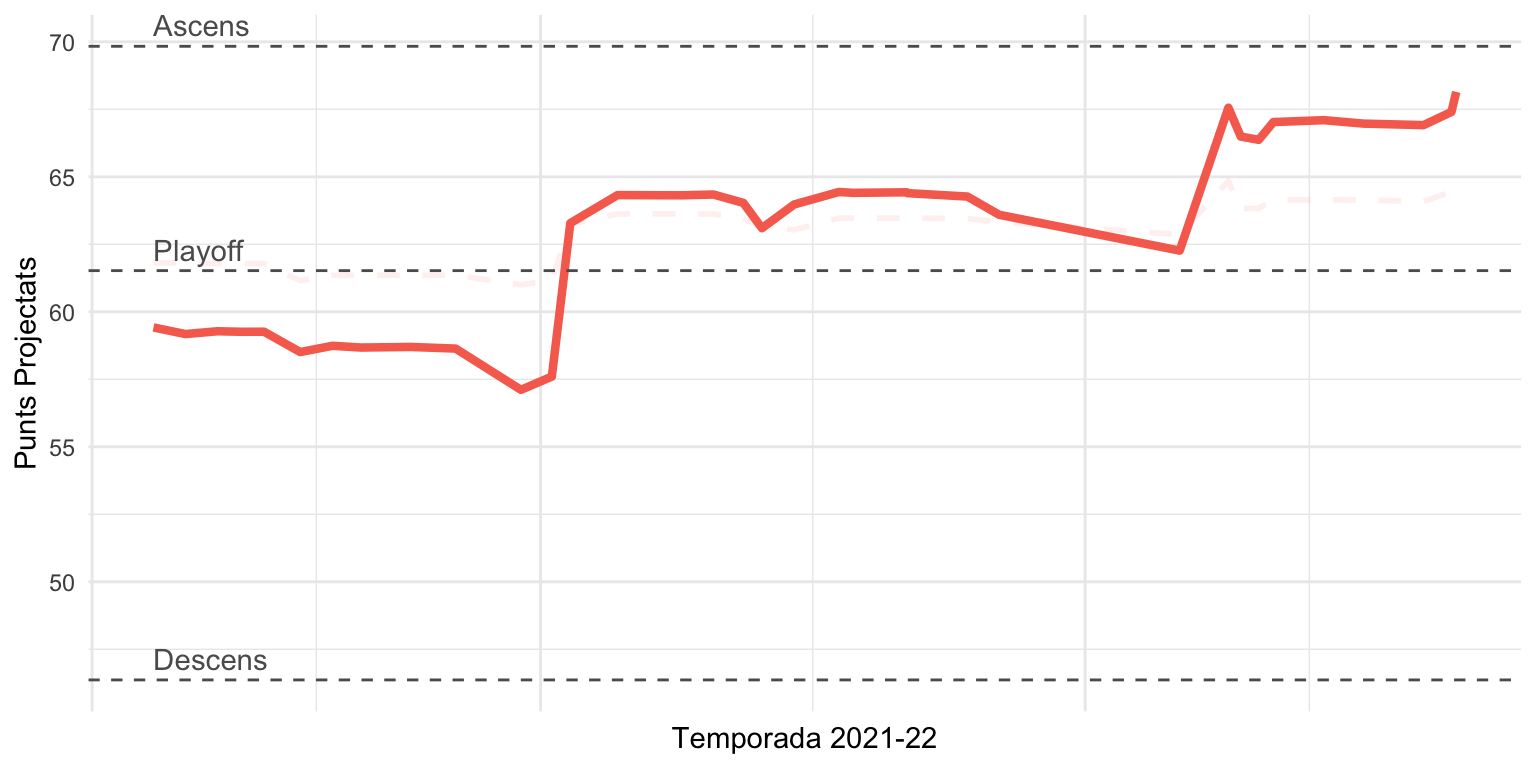 Ascens
70
65
Playoff
60
55
50
Descens
Punts Projectats
Temporada 2021-22